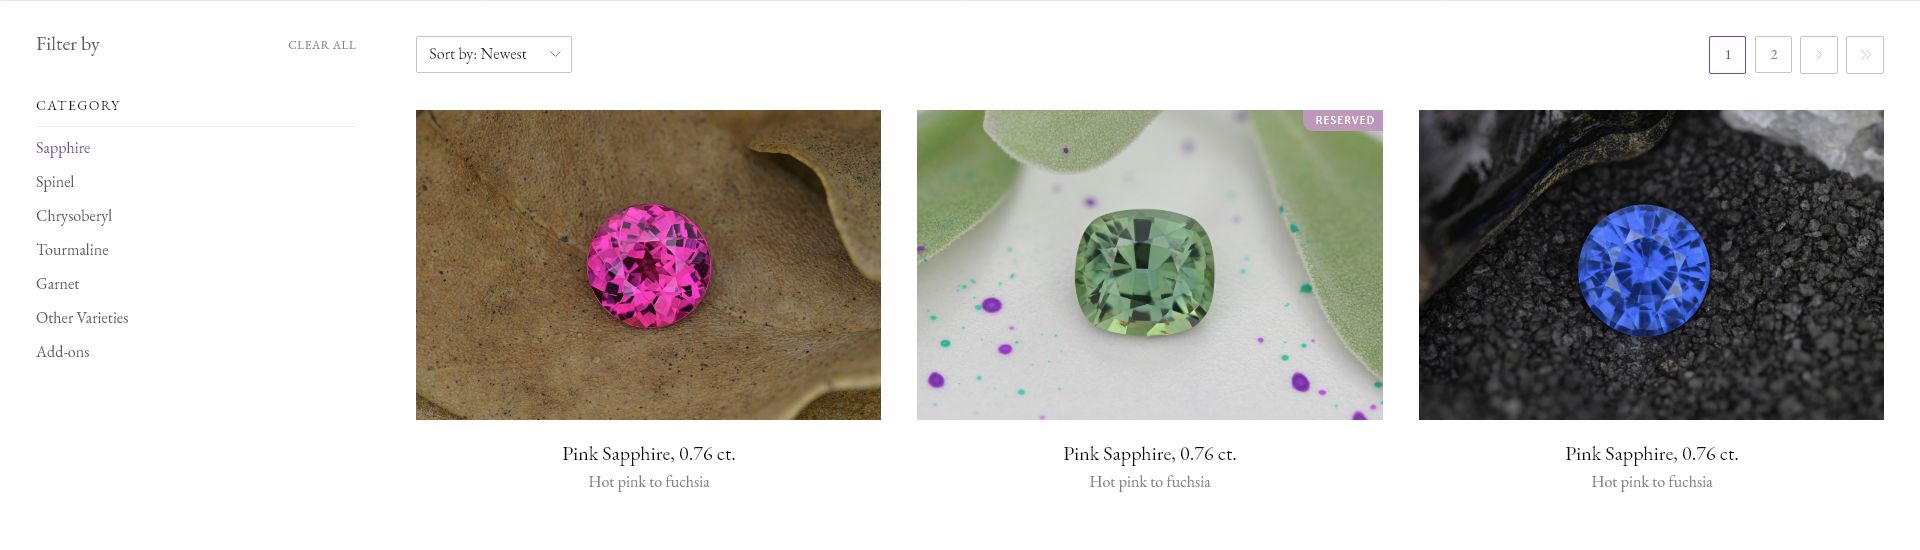 Filter by
CLEAR ALL
CATEGORY
Sapphire
Spinel
Chrysoberyl
Tourmaline
Garnet
Other Varieties
Add-ons
Sort by: Newest
1
2
RESERVED
Pink Sapphire, 0.76 ct.
Hot pink to fuchsia
Pink Sapphire, 0.76 ct.
Hot pink to fuchsia
Pink Sapphire, 0.76 ct.
Hot pink to fuchsia